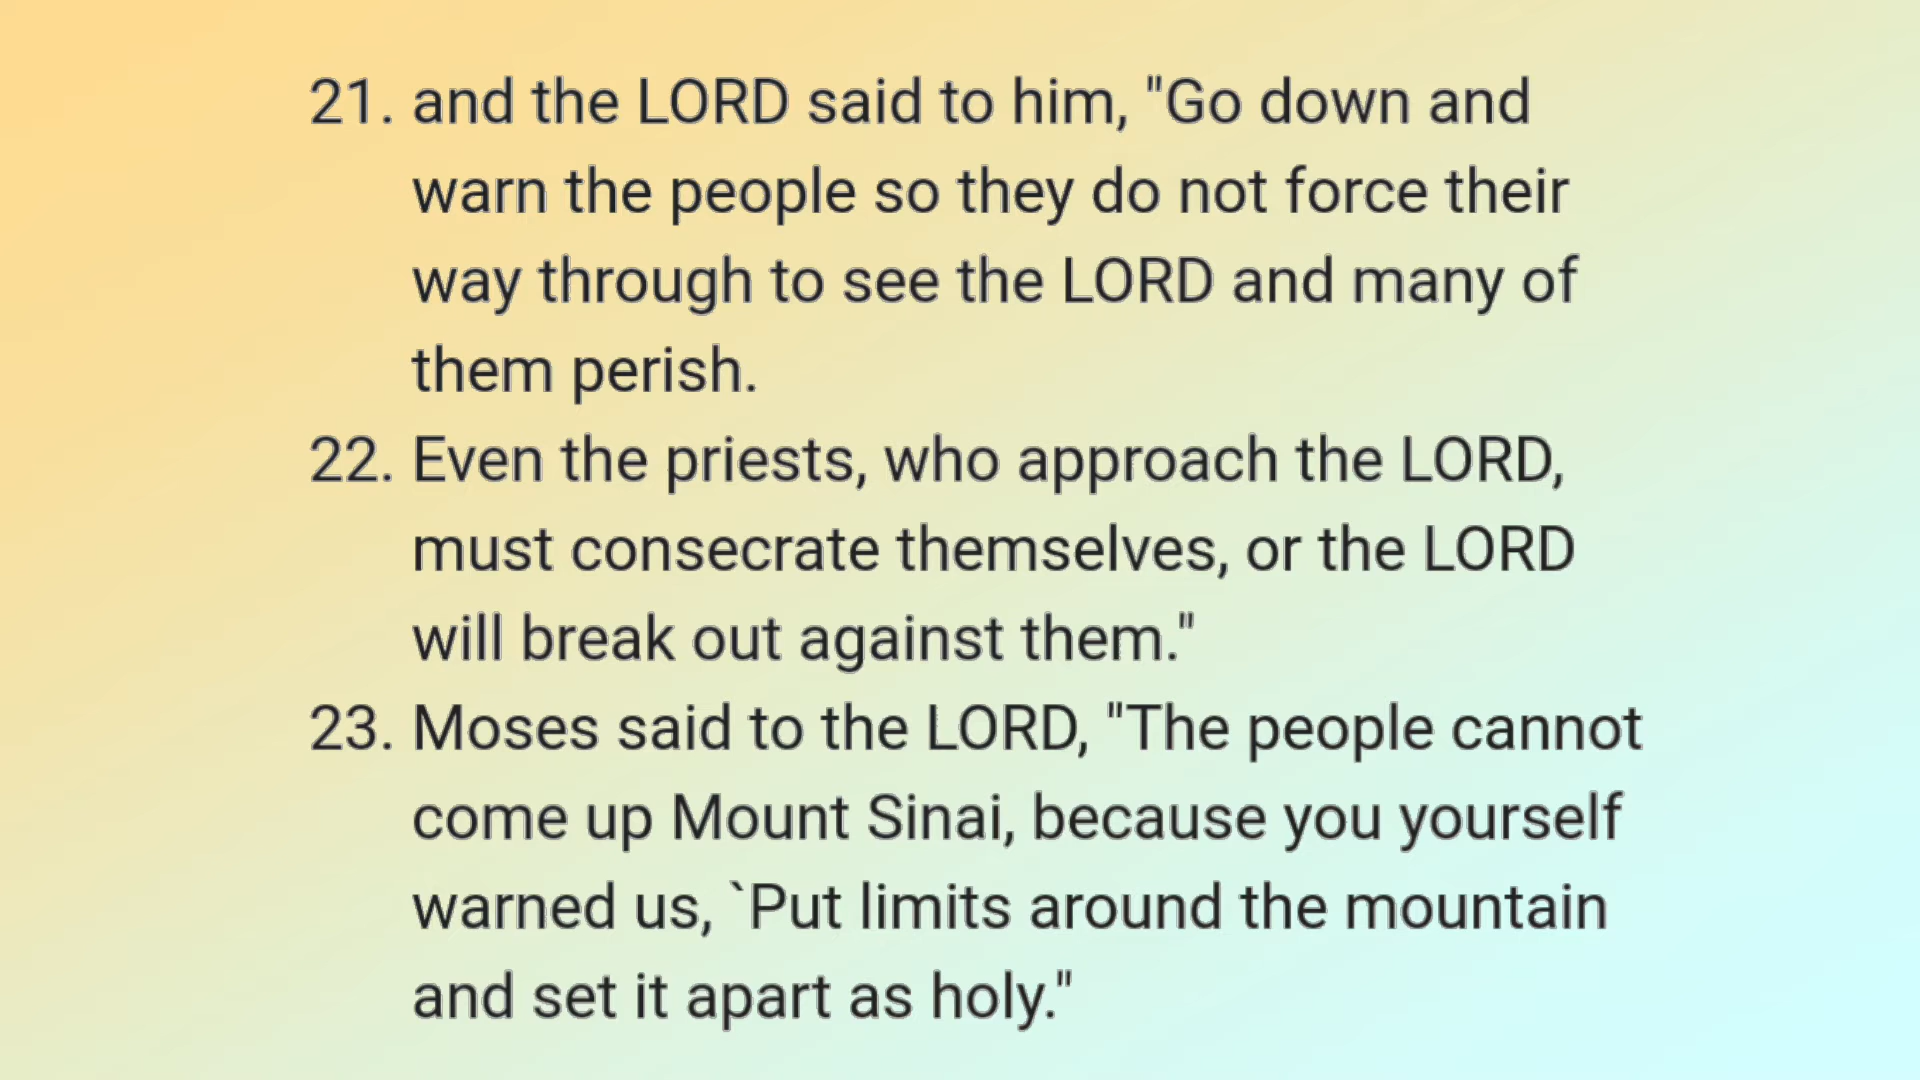 21. and the LORD said to him, "Go down and
warn the people so they do not force their
way through to see the LORD and many of
them perish.
22. Even the priests, who approach the LORD,
must consecrate themselves, or the LORD
will break out against them."
23. Moses said to the LORD, "The people cannot
come up Mount Sinai, because you yourself
warned us, `Put limits around the mountain
and set it apart as holy."